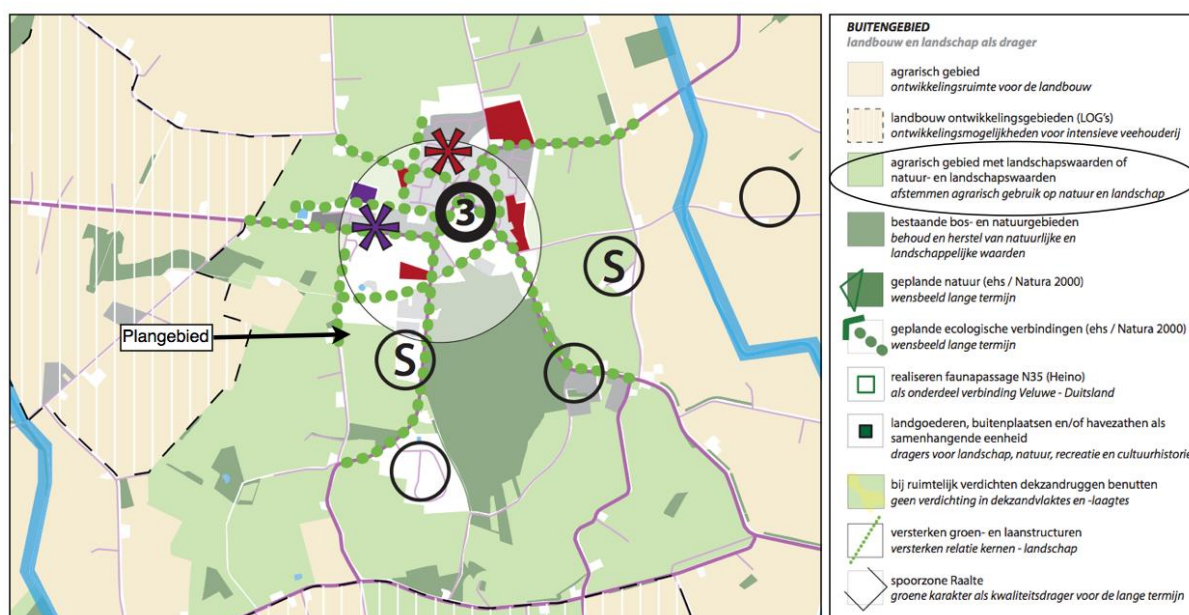 Plangebied
3
S
S
BUITENGEBIED
landbouw en landschap als drager
agrarisch gebied
ontwikkelingsruimte voor de landbouw
landbouw ontwikkelingsgebieden (LOG's)
ontwikkelingsmogelijkheden voor intensieve veehouderij
agrarisch gebied met landschapswaarden of
natuur- en landschapswaarden
afstemmen agrarisch gebruik op natuur en landschap
bestaande bos- en natuurgebieden
behoud en herstel van natuurlijke en
landschappelijke waarden
geplande natuur (ehs / Natura 2000)
wensbeeld lange termijn
geplande ecologische verbindingen (ehs / Natura 2000)
wensbeeld lange termijn
realiseren faunapassage N35 (Heino)
als onderdeel verbinding Veluwe - Duitsland
landgoederen, buitenplaatsen en/of havezathen als
samenhangende eenheid
dragers voor landschap, natuur, recreatie en cultuurhistorie
bij ruimtelijk verdichten dekzandruggen benutten
geen verdichting in dekzandvlaktes en -laagtes
versterken groen- en laanstructuren
versterken relatie kernen - landschap
spoorzone Raalte
groene karakter als kwaliteitsdrager voor de lange termijn